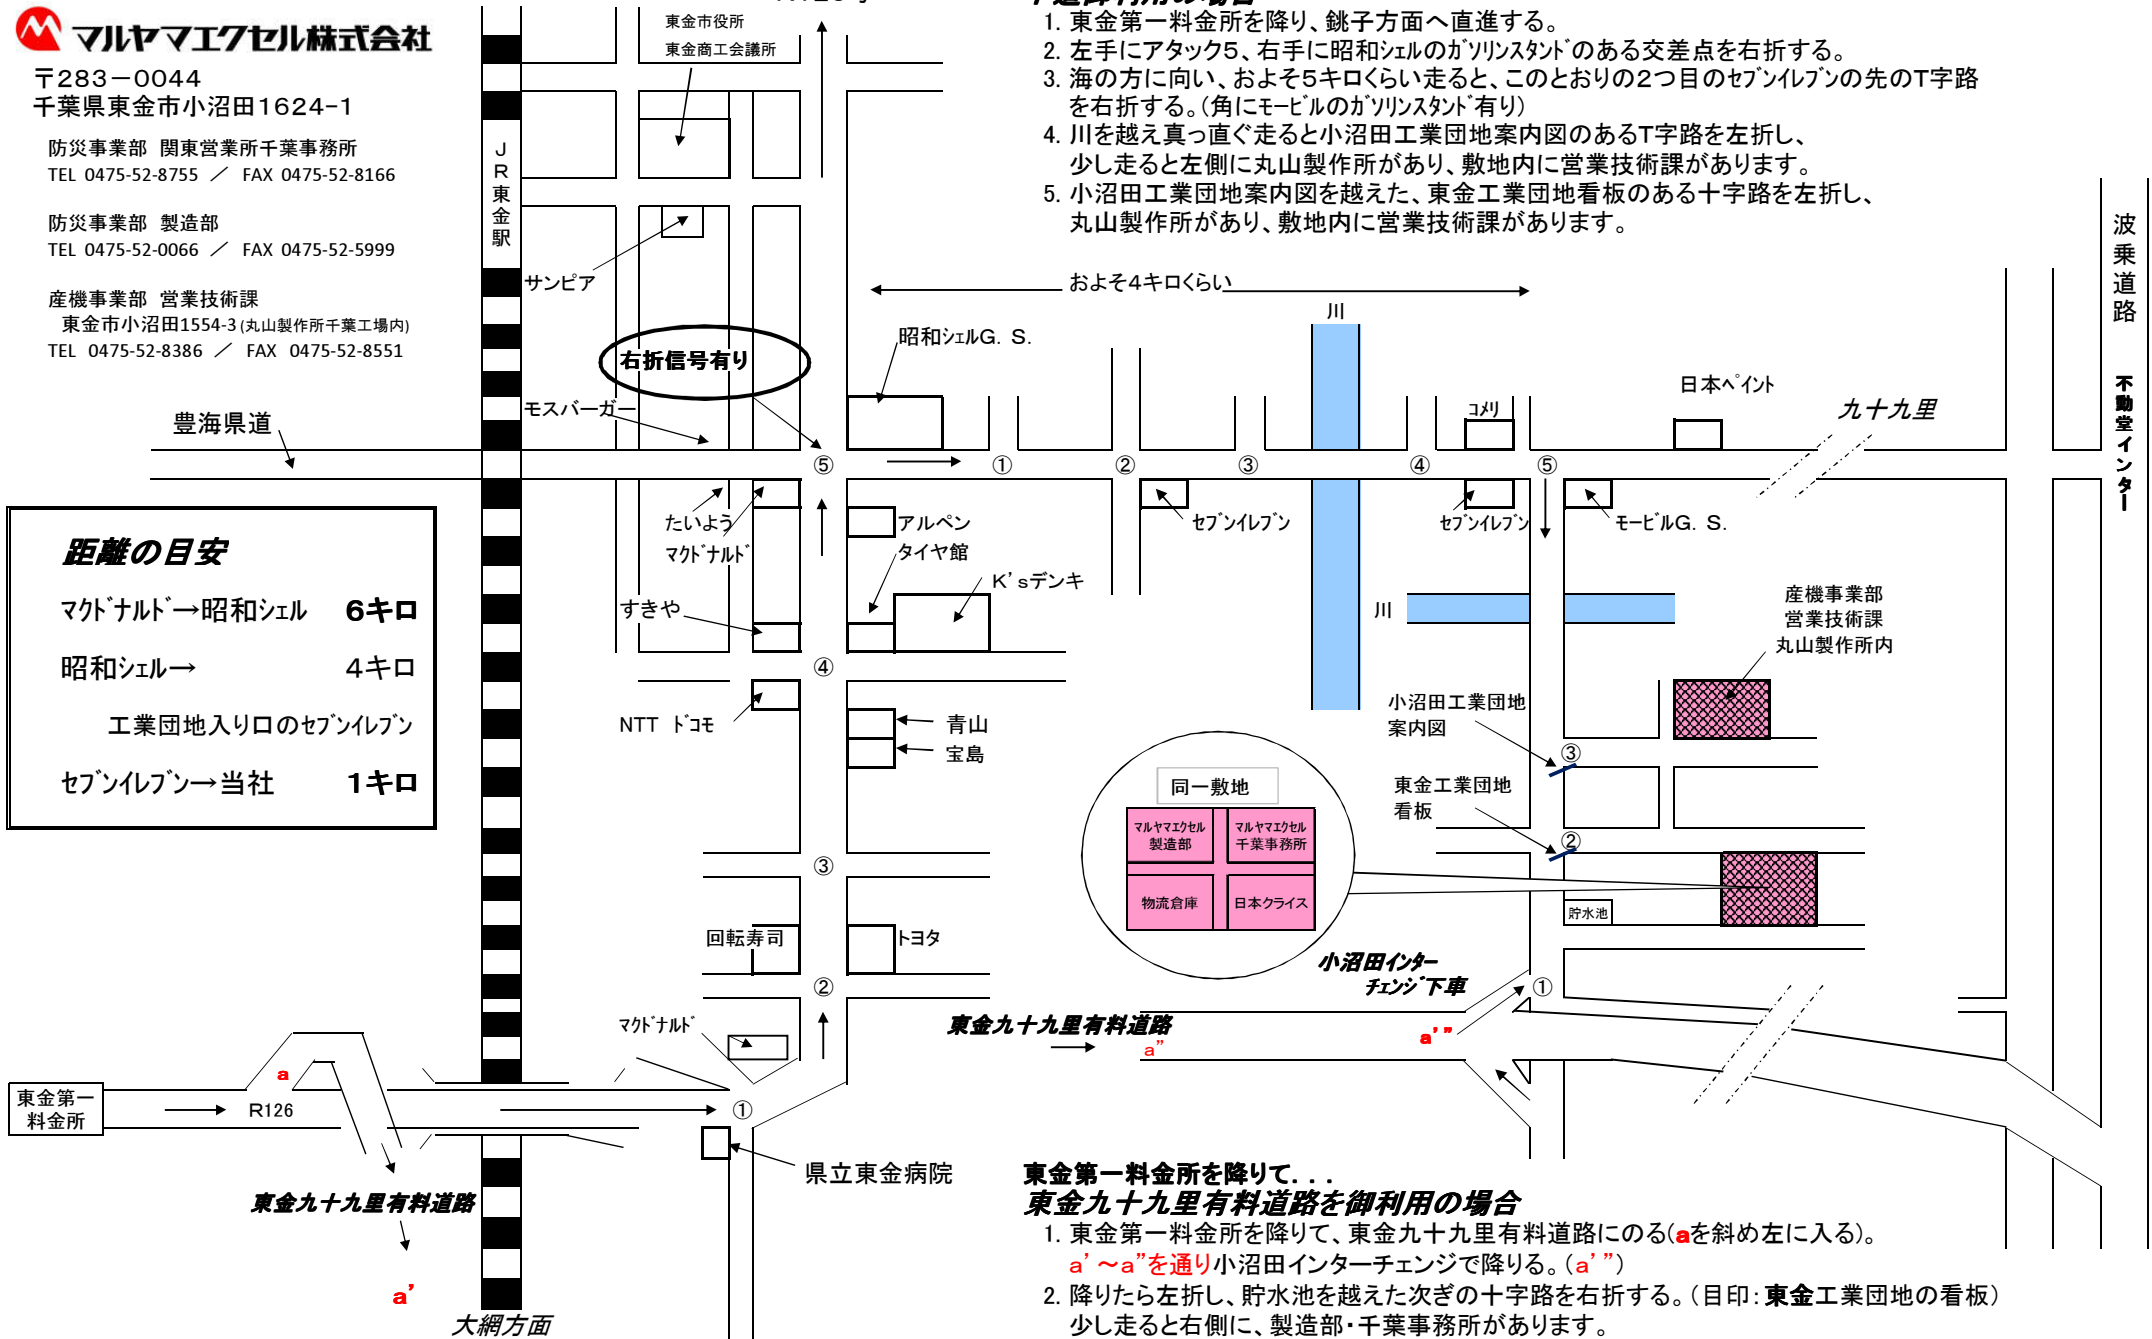 マルヤマエクセル株式会社
〒283－0044
千葉県東金市小沼田1624-1
防災事業部 関東営業所千葉事務所
TEL 0475-52-8755 ／ FAX 0475-52-8166
防災事業部 製造部
TEL 0475-52-0066 ／ FAX 0475-52-5999
産機事業部 営業技術課
東金市小沼田1554-3 (丸山製作所千葉工場内)
TEL 0475-52-8386 ／ FAX 0475-52-8551
1. 東金第一料金所を降り、銚子方面へ直進する。
2. 左手にアタック5、右手に昭和シェルのガソリンスタンドのある交差点を右折する。
3. 海の方に向い、およそ5キロくらい走ると、このとおりの2つ目のセブンイレブンの先のT字路
を右折する。(角にモービルのガソリンスタンド有り)
4. 川を越え真っ直ぐ走ると小沼田工業団地案内図のあるT字路を左折し、
少し走ると左側に丸山製作所があり、敷地内に営業技術課があります。
5. 小沼田工業団地案内図を越えた、東金工業団地看板のある十字路を左折し、
丸山製作所があり、敷地内に営業技術課があります。
東金市役所
東金商工会議所
JR東金駅
サンピア
右折信号有り
モスバーガー
豊海県道
およそ4キロくらい
昭和シェルG. S.
川
コメリ
日本ペイント
九十九里
波乗道路
不動堂インター
⑤
①
②
③
④
⑤
たいよう
マクドナルド
アルペン
タイヤ館
K'sデンキ
すきや
④
セブンイレブン
セブンイレブン
モービルG. S.
川
産機事業部
営業技術課
丸山製作所内
距離の目安
マクドナルド→昭和シェル 6キロ
昭和シェル→ 4キロ
工業団地入り口のセブンイレブン
セブンイレブン→当社 1キロ
NTT ドコモ
青山
宝島
小沼田工業団地
案内図
③
東金工業団地
看板
②
同一敷地
マルヤマエクセル
製造部
マルヤマエクセル
千葉事務所
物流倉庫
日本クライス
貯水池
③
回転寿司
トヨタ
②
小沼田インター
チェンジ下車
①
マクドナルド
東金九十九里有料道路
a”
a'”
a
東金第一
料金所
R126
①
県立東金病院
東金九十九里有料道路
a'
大網方面
東金第一料金所を降りて...
東金九十九里有料道路を御利用の場合
1. 東金第一料金所を降りて、東金九十九里有料道路にのる(aを斜め左に入る)。
a'～a”を通り小沼田インターチェンジで降りる。(a'”)
2. 降りたら左折し、貯水池を越えた次ぎの十字路を右折する。(目印:東金工業団地の看板)
少し走ると右側に、製造部・千葉事務所があります。